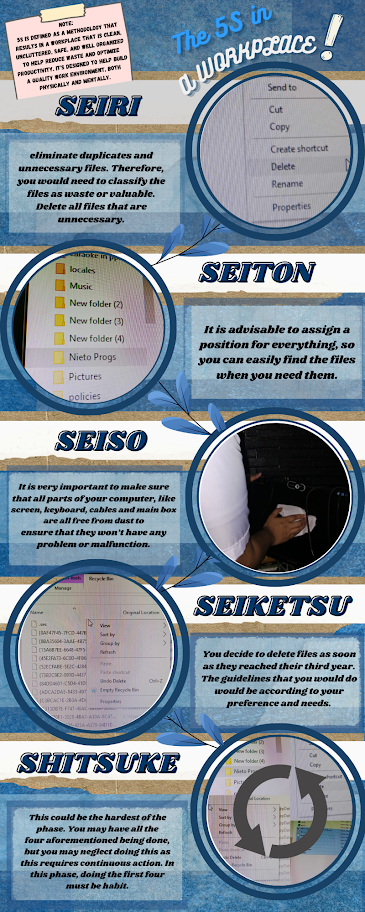 NOTE:
5S IS DEFINED AS A METHODOLOGY THAT
RESULTS IN A WORKPLACE THAT IS CLEAN,
UNCLUTTERED, SAFE, AND WELL ORGANIZED
TO HELP REDUCE WASTE AND OPTIMIZE
PRODUCTIVITY. IT'S DESIGNED TO HELP BUILD
A QUALITY WORK ENVIRONMENT, BOTH
PHYSICALLY AND MENTALLY.
The 5S in
a WORKPLACE!
SEIRI
eliminate duplicates and
unnecessary files. Therefore,
you would need to classify the
files as waste or valuable.
Delete all files that are
unnecessary.
Send to
Cut
Copy
Create shortcut
Delete
Rename
Properties
SEITON
karaoke in pp
locales
Music
New folder (2)
New folder (3)
New folder (4)
Nieto Progs
Pictures
policies
It is advisable to assign a
position for everything, so
you can easily find the files
when you need them.
SEISO
It is very important to make sure
that all parts of your computer, like
screen, keyboard, cables and main box
are all free from dust to
ensure that they won't have any
problem or malfunction.
SEIKETSU
Recycle Bin
Manage
Name
Original Location
View
Sort by
Group by
Refresh
Paste
Paste shortcut
Undo Delete Ctrl+Z
Empty Recycle Bin
Properties
You decide to delete files as soon
as they reached their third year.
The guidelines that you would do
would be according to your
preference and needs.
SHITSUKE
This could be the hardest of the
phase. You may have all the
four aforementioned being done,
but you may neglect doing this as
this requires continuous action. In
this phase, doing the first four
must be habit.
New folder (3)
New folder (4)
Nieto
Cut
Copy
View
Sort by
Group by
Refresh